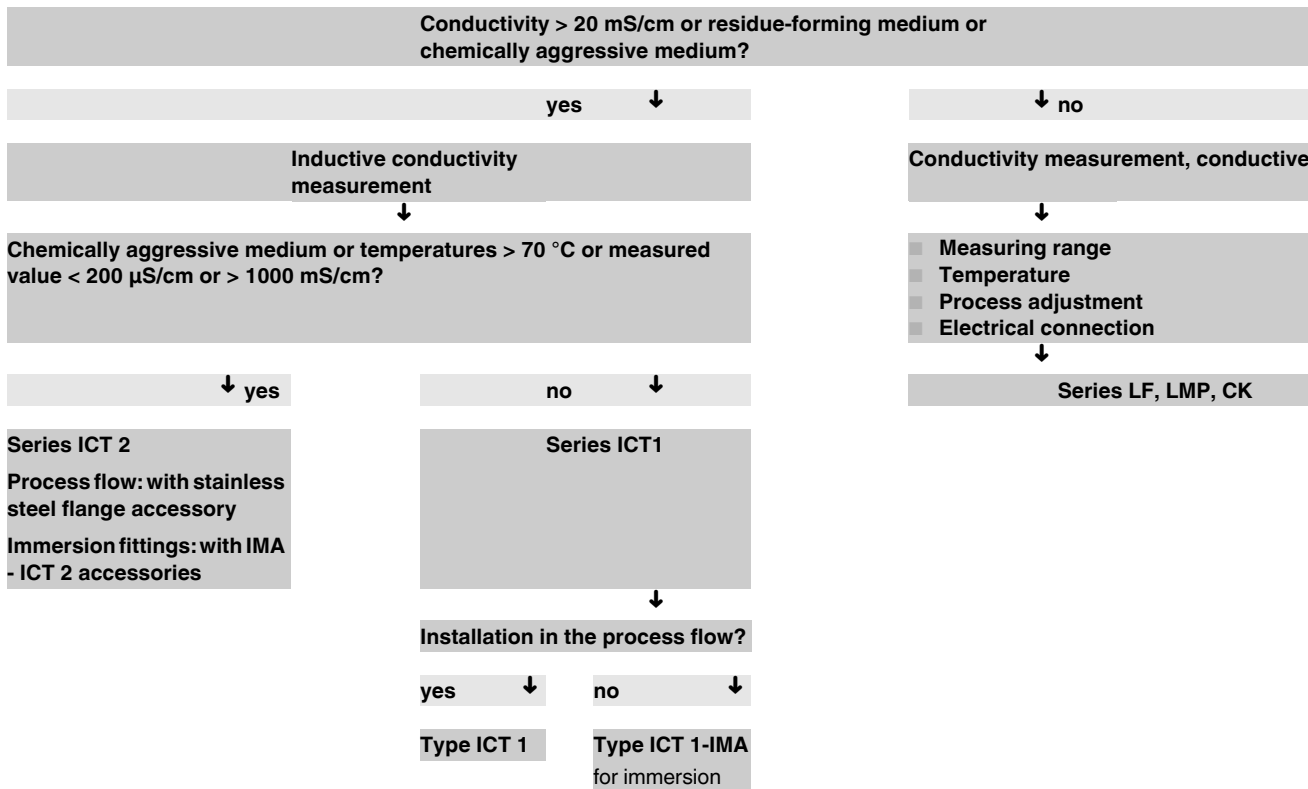 Conductivity > 20 mS/cm or residue-forming medium or
chemically aggressive medium?
yes
no
Inductive conductivity
measurement
Conductivity measurement, conductive
Chemically aggressive medium or temperatures > 70 °C or measured
value < 200 µS/cm or > 1000 mS/cm?
Measuring range
Temperature
Process adjustment
Electrical connection
yes
no
Series LF, LMP, CK
Series ICT 2
Process flow: with stainless
steel flange accessory
Immersion fittings: with IMA
- ICT 2 accessories
Series ICT1
Installation in the process flow?
yes
no
Type ICT 1
Type ICT 1-IMA
for immersion